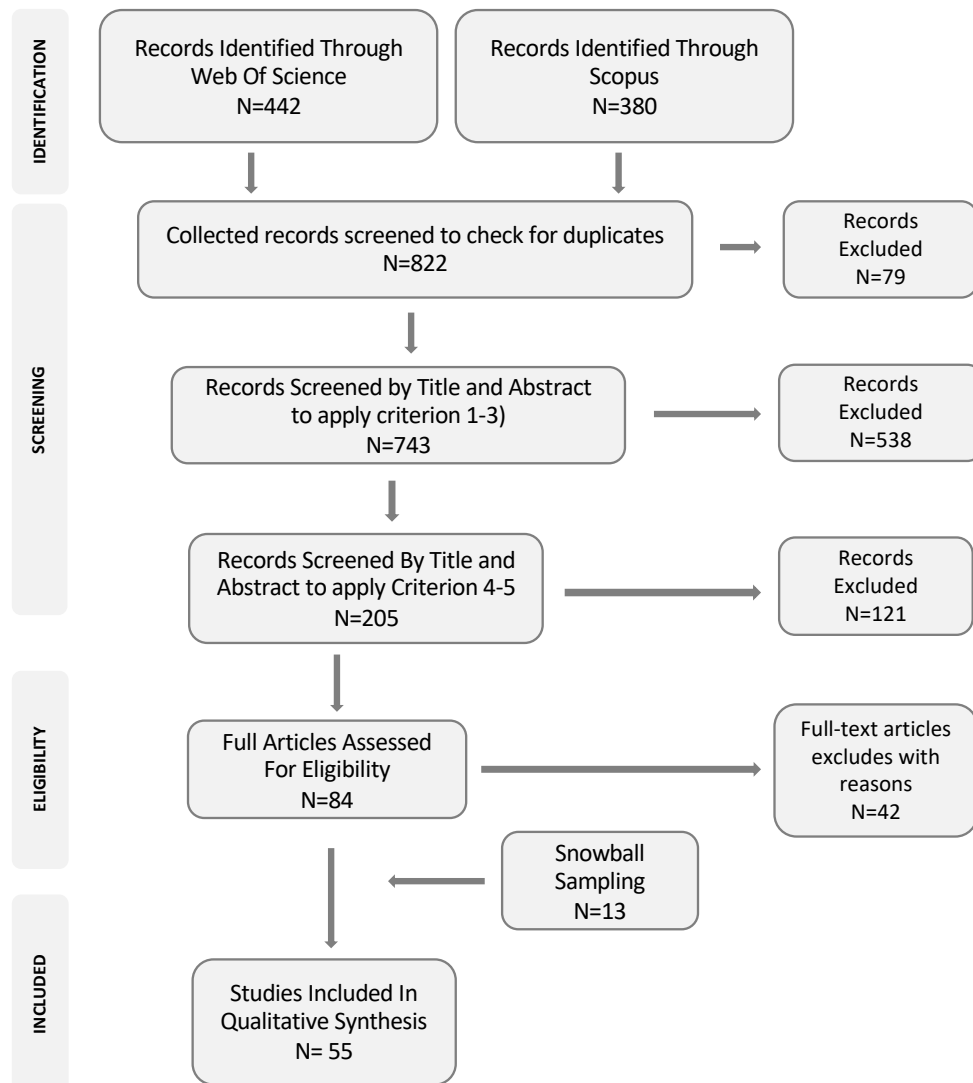 IDENTIFICATION
Records Identified Through
Web Of Science
N=442
Records Identified Through
Scopus
N=380
SCREENING
Collected records screened to check for duplicates
N=822
Records
Excluded
N=79
Records Screened by Title and Abstract
to apply criterion 1-3)
N=743
Records
Excluded
N=538
Records Screened By Title and
Abstract to apply Criterion 4-5
N=205
Records
Excluded
N=121
ELIGIBILITY
Full Articles Assessed
For Eligibility
N=84
Full-text articles
excludes with
reasons
N=42
Snowball
Sampling
N=13
INCLUDED
Studies Included In
Qualitative Synthesis
N= 55